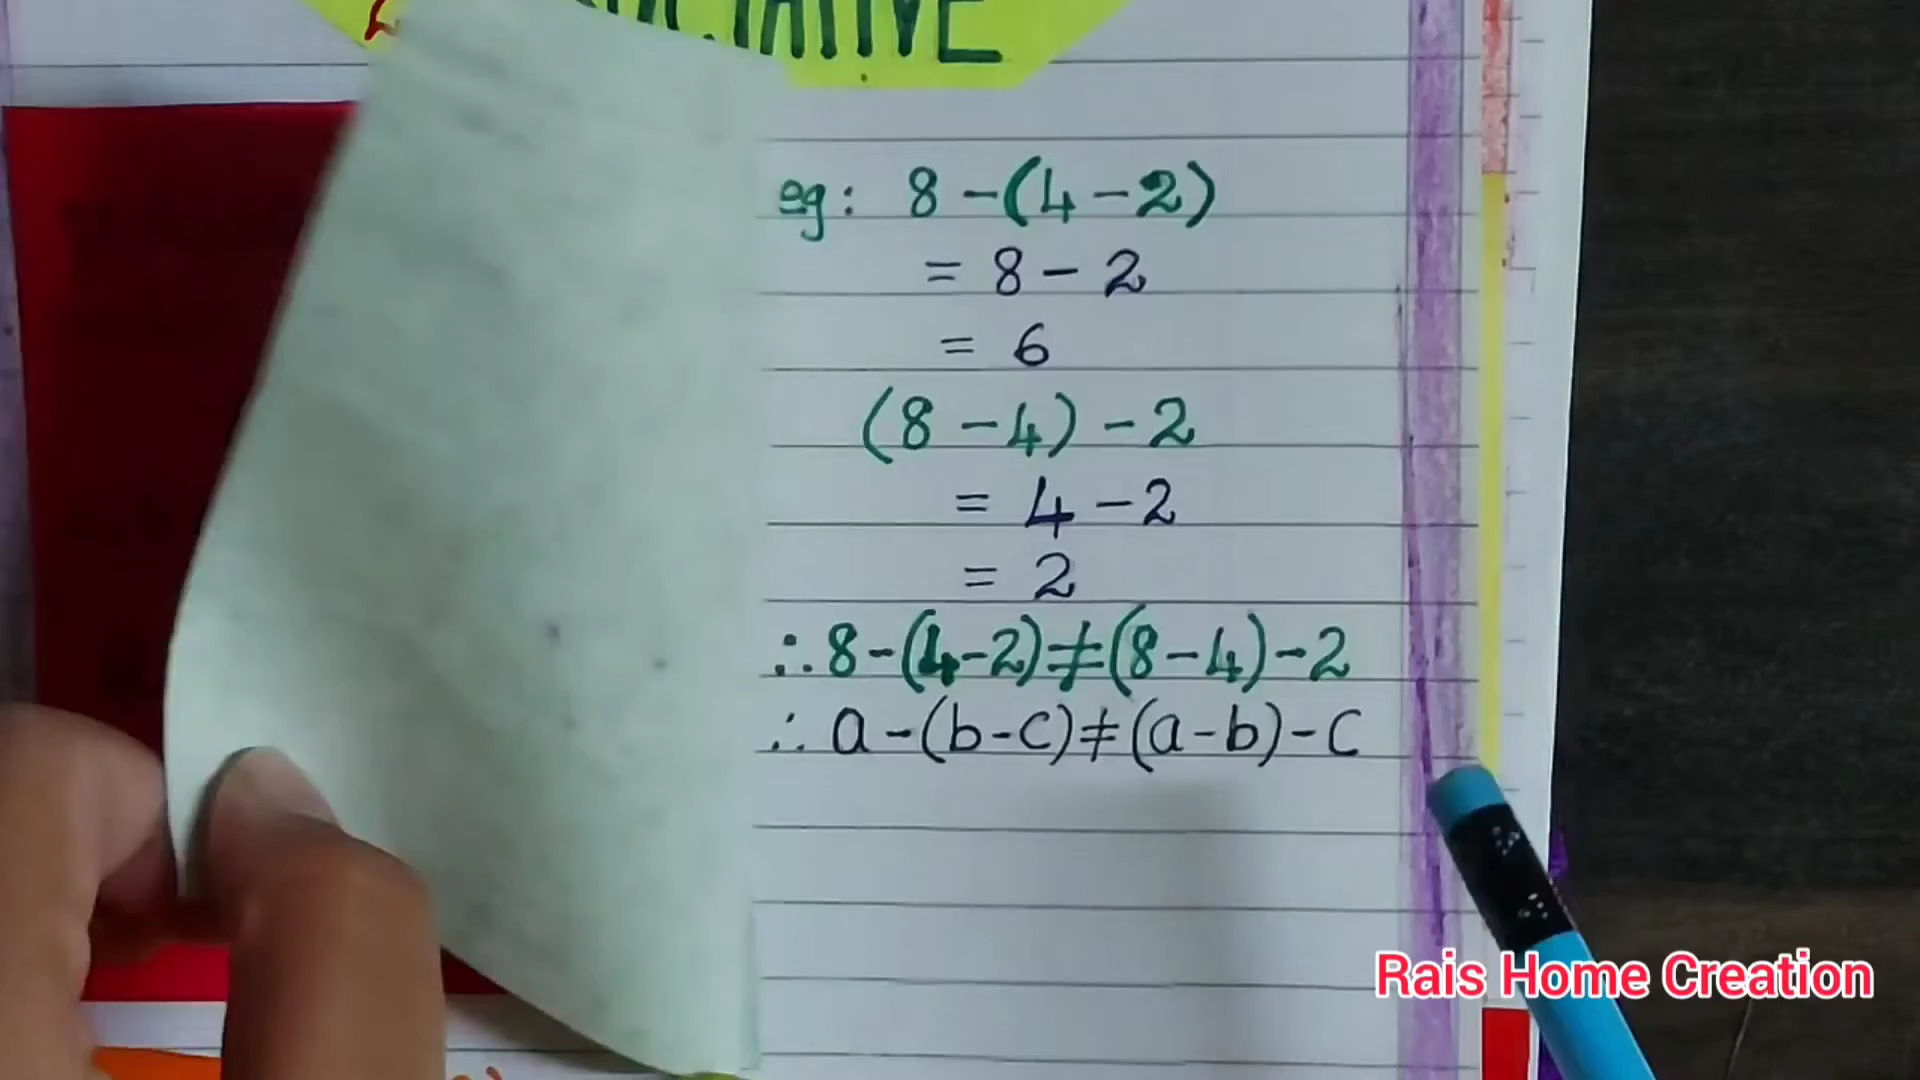 eg: 8 - (4 - 2)
= 8 - 2
= 6
(8 - 4) - 2
= 4 - 2
= 2
∴ 8 - (4 - 2) ≠ (8 - 4) - 2
∴ a - (b - c) ≠ (a - b) - c
Rais Home Creation